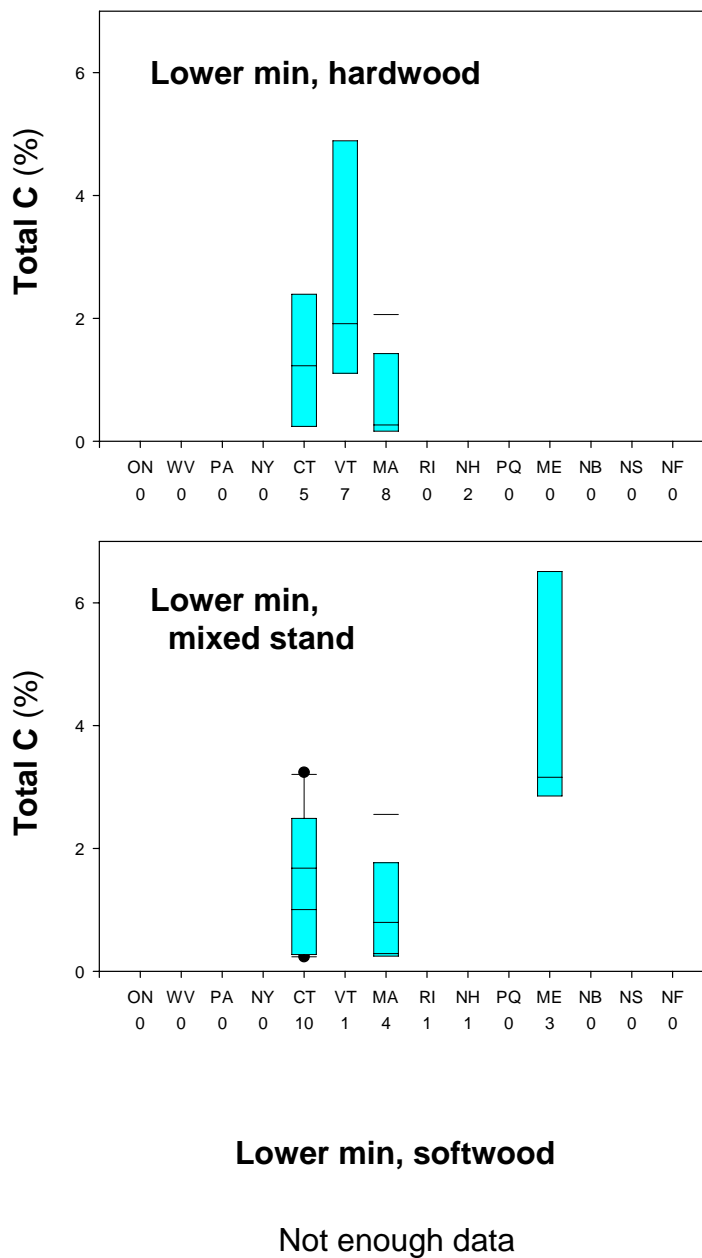 Lower min, hardwood
Total C (%)
6
4
2
0
ON WV PA NY CT VT MA RI NH PQ ME NB NS NF
0 0 0 0 5 7 8 0 2 0 0 0 0 0
Lower min,
mixed stand
Total C (%)
6
4
2
0
ON WV PA NY CT VT MA RI NH PQ ME NB NS NF
0 0 0 0 10 1 4 1 1 0 3 0 0 0
Lower min, softwood
Not enough data